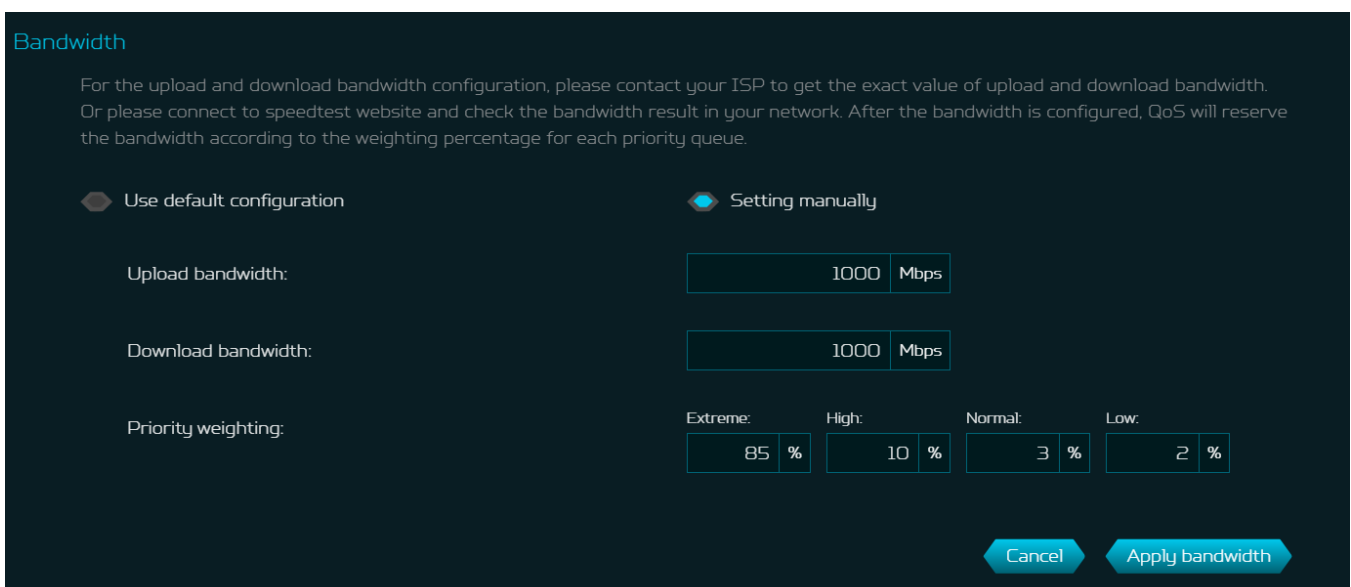 Bandwidth
For the upload and download bandwidth configuration, please contact your ISP to get the exact value of upload and download bandwidth.
Or please connect to speedtest website and check the bandwidth result in your network. After the bandwidth is configured, QoS will reserve
the bandwidth according to the weighting percentage for each priority queue.
Use default configuration Setting manually
Upload bandwidth: 1000 Mbps
Download bandwidth: 1000 Mbps
Extreme: High: Normal: Low:
Priority weighting: 85 % 10 % 3 % 2 %
Cancel Apply bandwidth